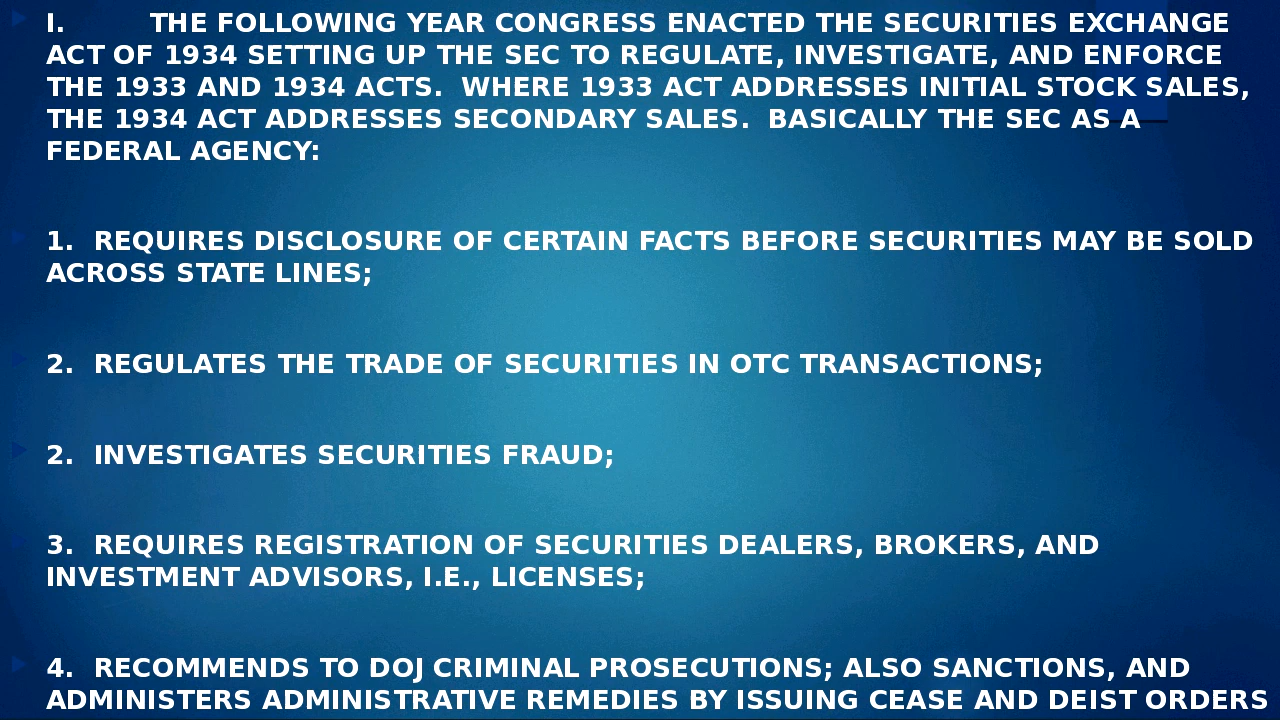 I. THE FOLLOWING YEAR CONGRESS ENACTED THE SECURITIES EXCHANGE
ACT OF 1934 SETTING UP THE SEC TO REGULATE, INVESTIGATE, AND ENFORCE
THE 1933 AND 1934 ACTS. WHERE 1933 ACT ADDRESSES INITIAL STOCK SALES,
THE 1934 ACT ADDRESSES SECONDARY SALES. BASICALLY THE SEC AS A
FEDERAL AGENCY:
1. REQUIRES DISCLOSURE OF CERTAIN FACTS BEFORE SECURITIES MAY BE SOLD
ACROSS STATE LINES;
2. REGULATES THE TRADE OF SECURITIES IN OTC TRANSACTIONS;
2. INVESTIGATES SECURITIES FRAUD;
3. REQUIRES REGISTRATION OF SECURITIES DEALERS, BROKERS, AND
INVESTMENT ADVISORS, I.E., LICENSES;
4. RECOMMENDS TO DOJ CRIMINAL PROSECUTIONS; ALSO SANCTIONS, AND
ADMINISTERS ADMINISTRATIVE REMEDIES BY ISSUING CEASE AND DEIST ORDERS